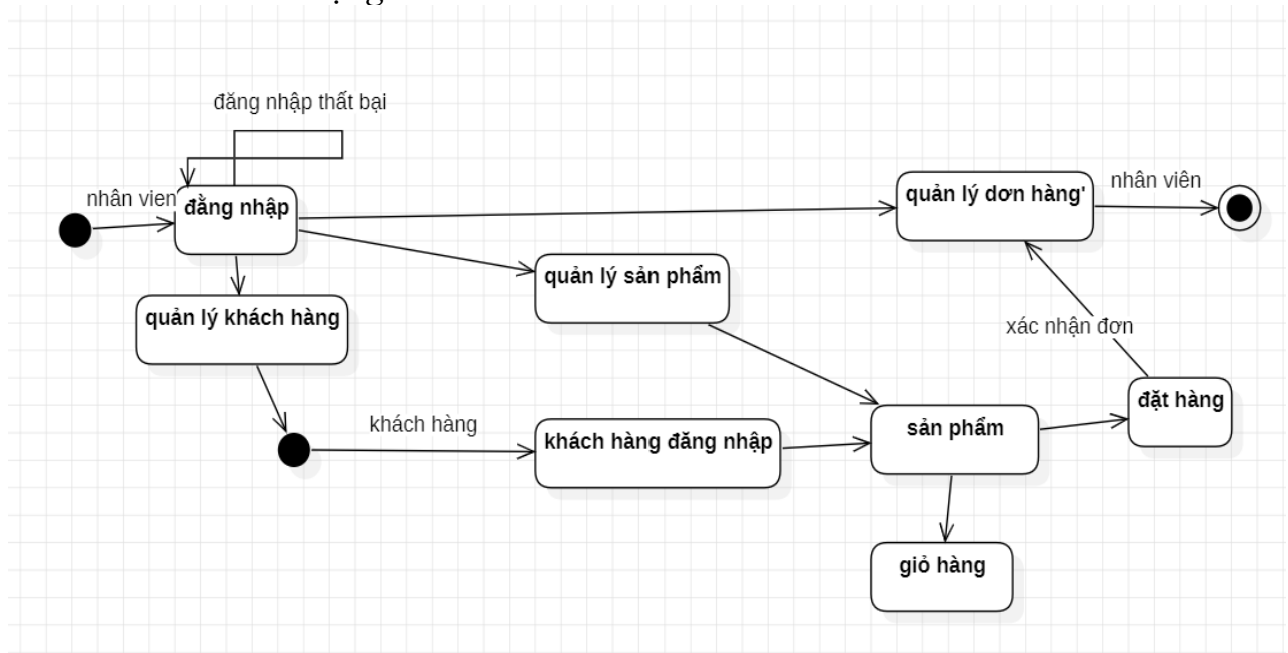 đăng nhập thất bại
nhân vien
đằng nhập
quản lý dơn hàng'
nhân viên
quản lý sản phẩm
quản lý khách hàng
xác nhận đơn
đặt hàng
khách hàng
khách hàng đăng nhập
sản phẩm
giỏ hàng